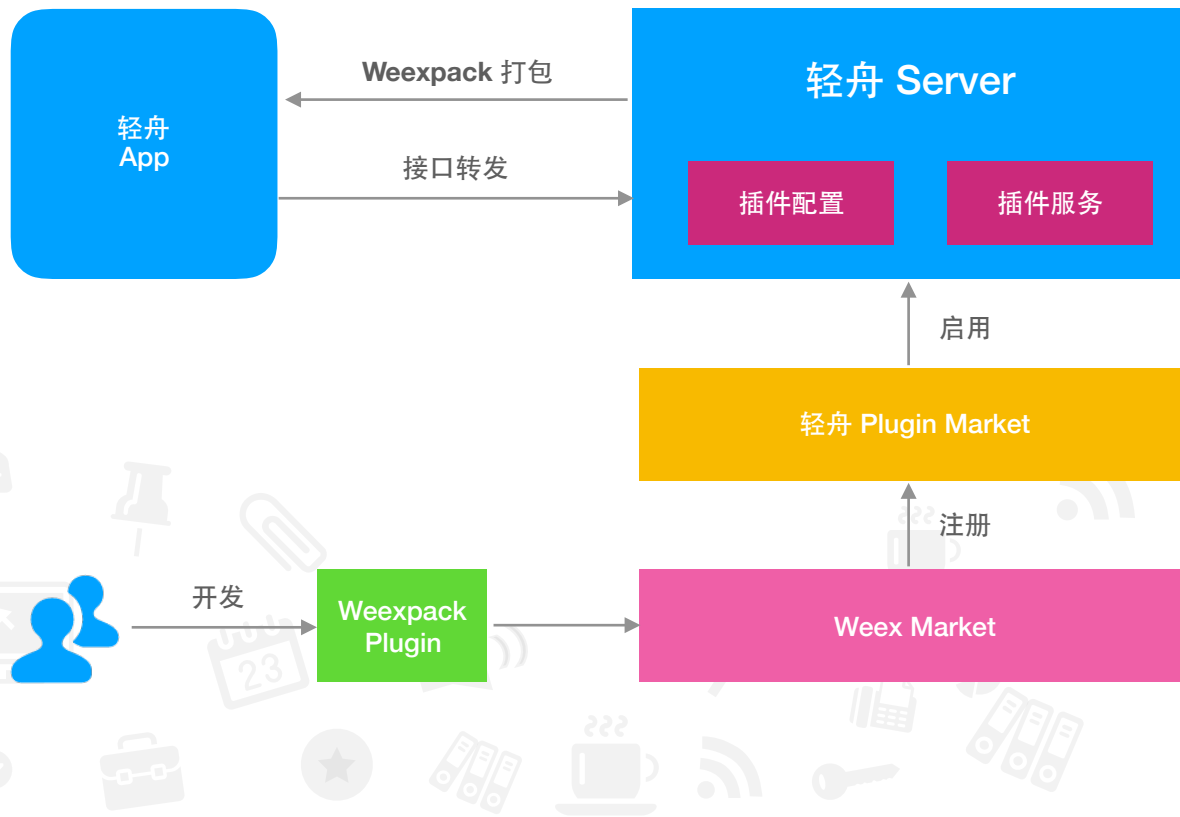 Weexpack 打包
轻舟 Server
轻舟
App
接口转发
插件配置
插件服务
启用
轻舟 Plugin Market
注册
开发
Weexpack
Plugin
Weex Market
23